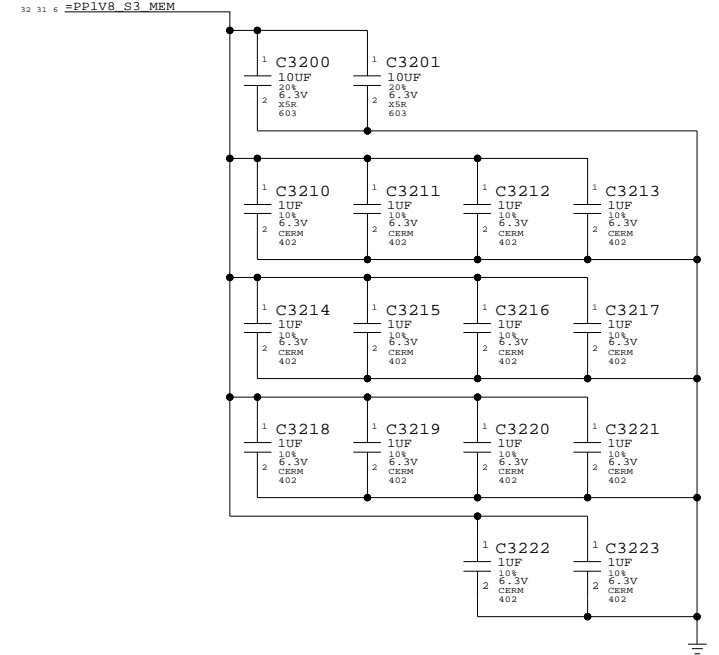 32 31 6 =PP1V8_S3_MEM
1 C3200
10UF
20%
6.3V
2 X5R
603
1 C3201
10UF
20%
6.3V
2 X5R
603
1 C3210
1UF
10%
6.3V
2 CERM
402
1 C3211
1UF
10%
6.3V
2 CERM
402
1 C3212
1UF
10%
6.3V
2 CERM
402
1 C3213
1UF
10%
6.3V
2 CERM
402
1 C3214
1UF
10%
6.3V
2 CERM
402
1 C3215
1UF
10%
6.3V
2 CERM
402
1 C3216
1UF
10%
6.3V
2 CERM
402
1 C3217
1UF
10%
6.3V
2 CERM
402
1 C3218
1UF
10%
6.3V
2 CERM
402
1 C3219
1UF
10%
6.3V
2 CERM
402
1 C3220
1UF
10%
6.3V
2 CERM
402
1 C3221
1UF
10%
6.3V
2 CERM
402
1 C3222
1UF
10%
6.3V
2 CERM
402
1 C3223
1UF
10%
6.3V
2 CERM
402